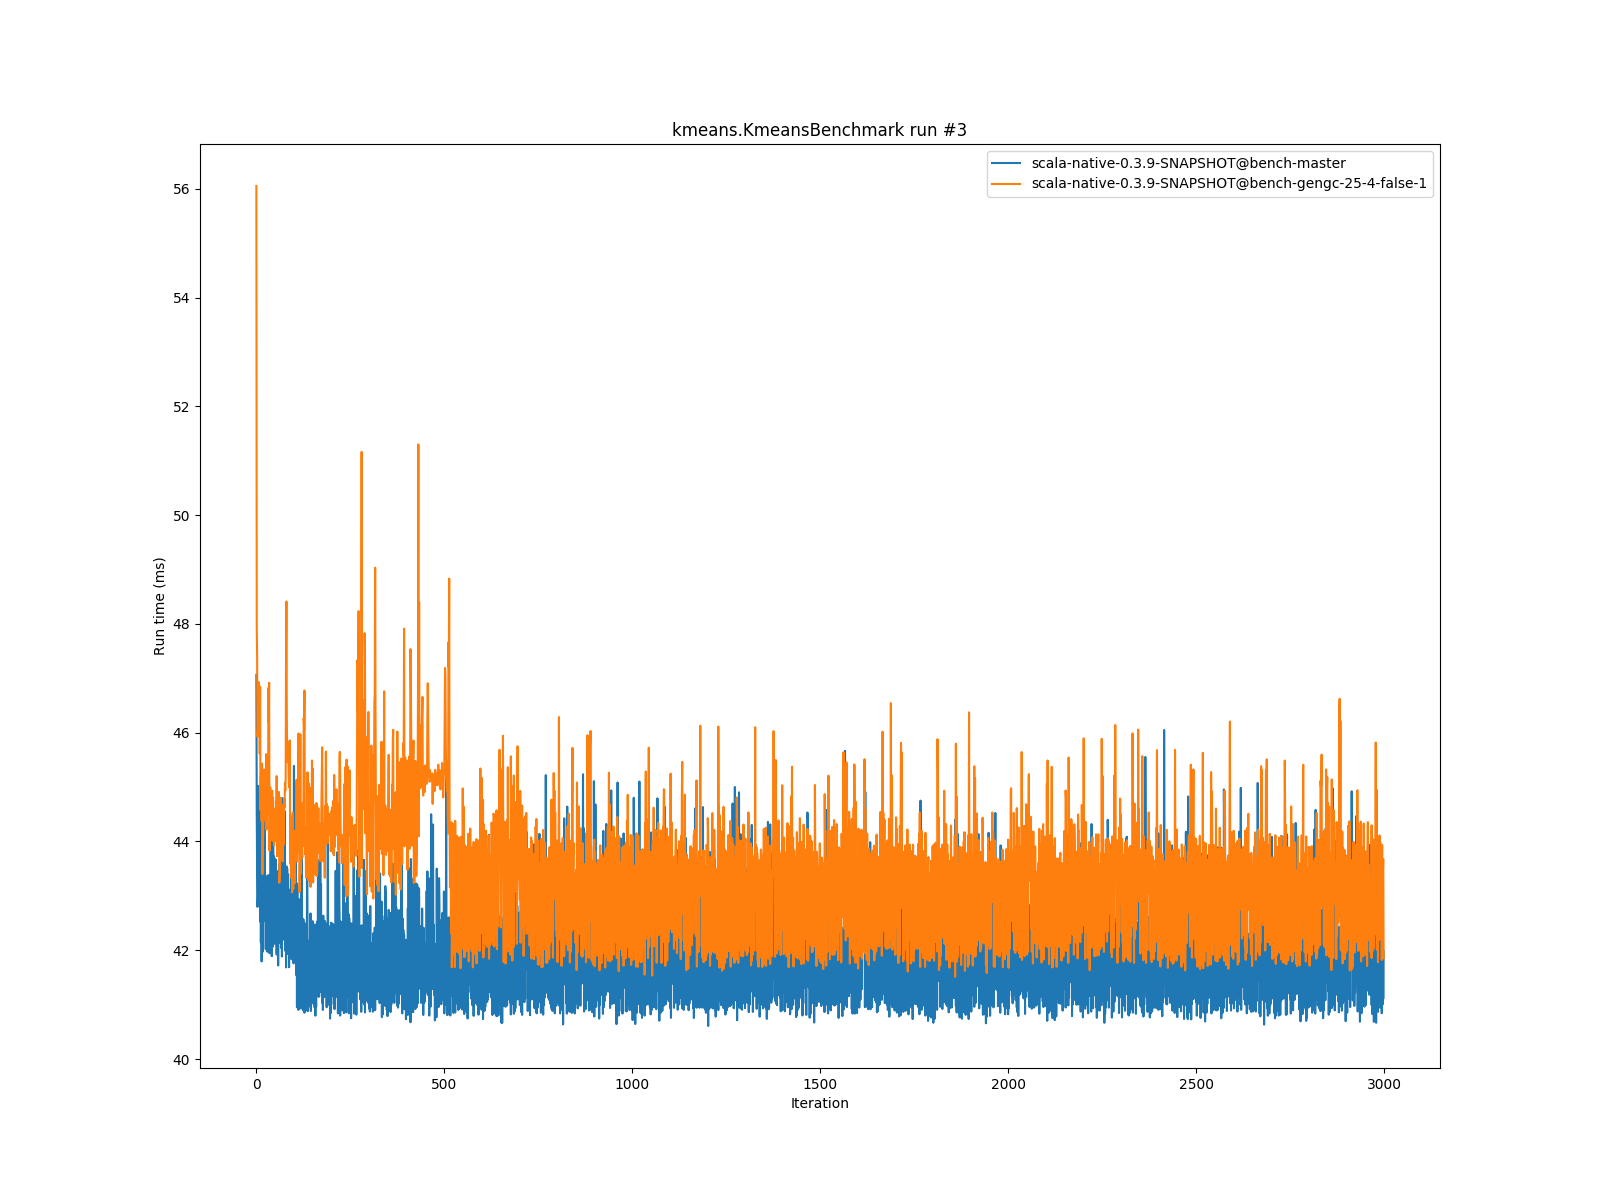 kmeans.KmeansBenchmark run #3
scala-native-0.3.9-SNAPSHOT@bench-master
scala-native-0.3.9-SNAPSHOT@bench-gengc-25-4-false-1
Run time (ms)
56
54
52
50
48
46
44
42
40
0 500 1000 1500 2000 2500 3000
Iteration